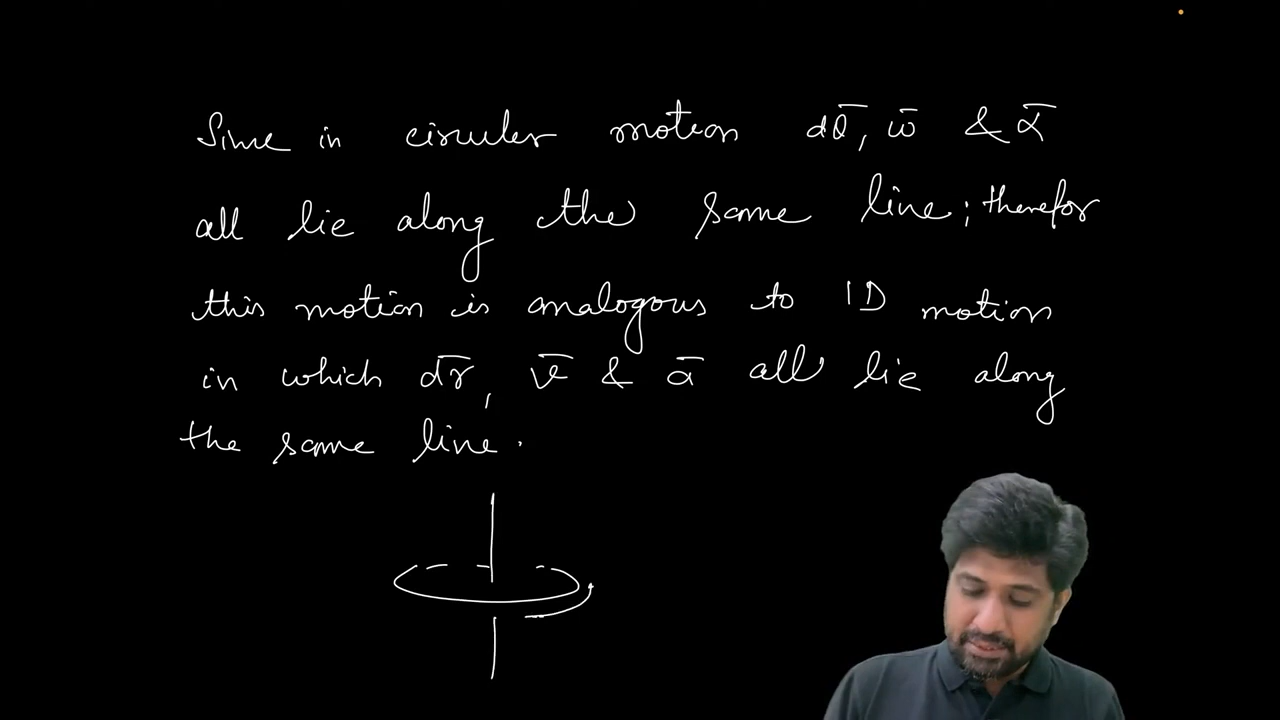 Since in circular motion dθ̄, ω̄ & ᾱ
all lie along the same line; therefor
this motion is analogous to 1D motion
in which dr̄, v̄ & ā all lie along
the same line.